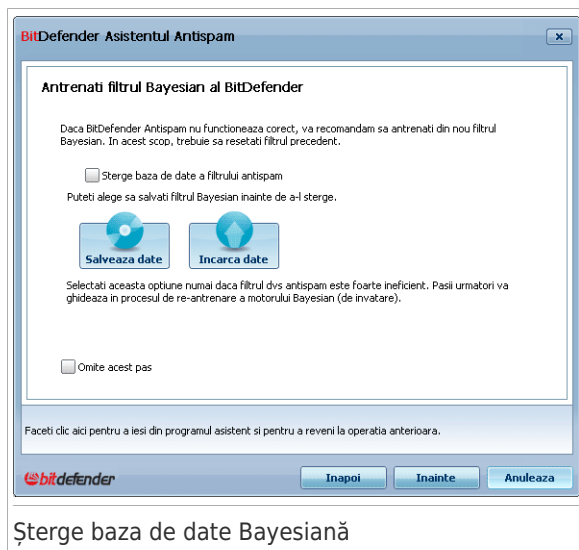 BitDefender Asistentul Antispam
Antrenati filtrul Bayesian al BitDefender
Daca BitDefender Antispam nu functioneaza corect, va recomandam sa antrenati din nou filtrul
Bayesian. In acest scop, trebuie sa resetati filtrul precedent.
Sterge baza de date a filtrului antispam
Puteti alege sa salvati filtrul Bayesian inainte de a-l sterge.
Salveaza date Incarca date
Selectati aceasta optiune numai daca filtrul dvs antispam este foarte ineficient. Pasii urmatori va
ghideaza in procesul de re-antrenare a motorului Bayesian (de invatare).
Omite acest pas
Faceti clic aici pentru a iesi din programul asistent si pentru a reveni la operatia anterioara.
bitdefender Inapoi Inainte Anuleaza
Șterge baza de date Bayesiană